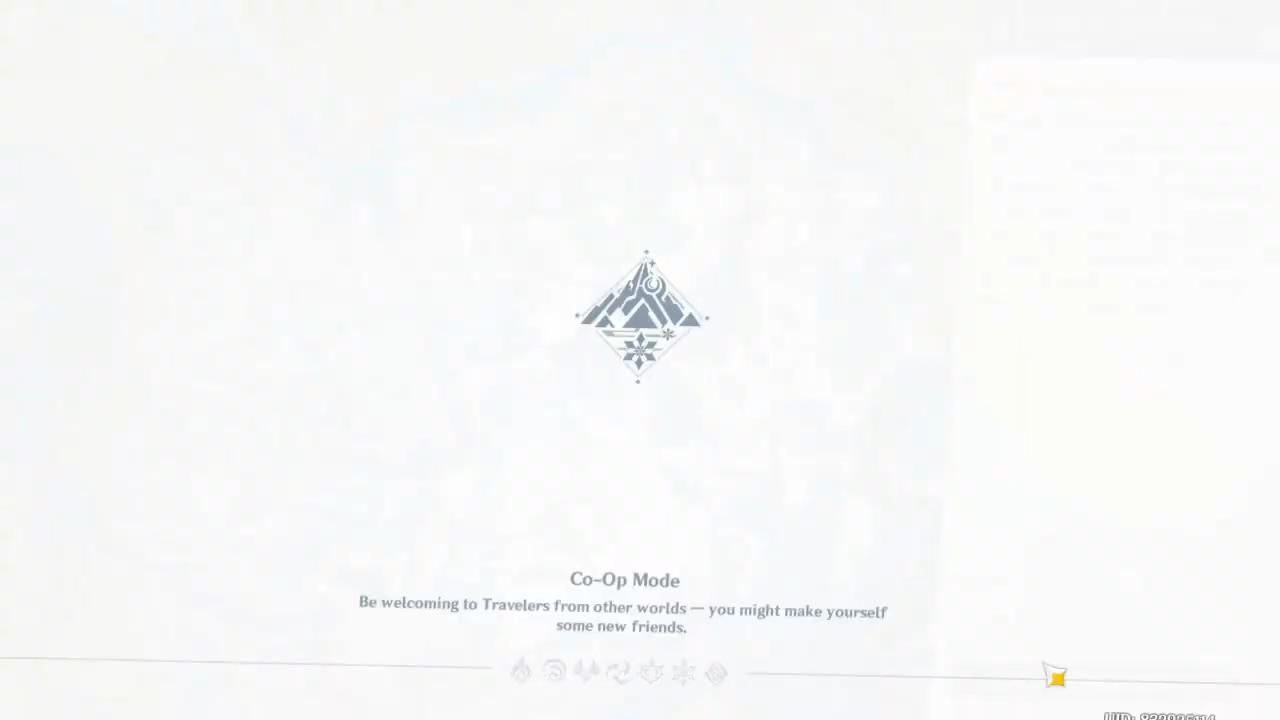 Co-Op Mode
Be welcoming to Travelers from other worlds — you might make yourself
some new friends.